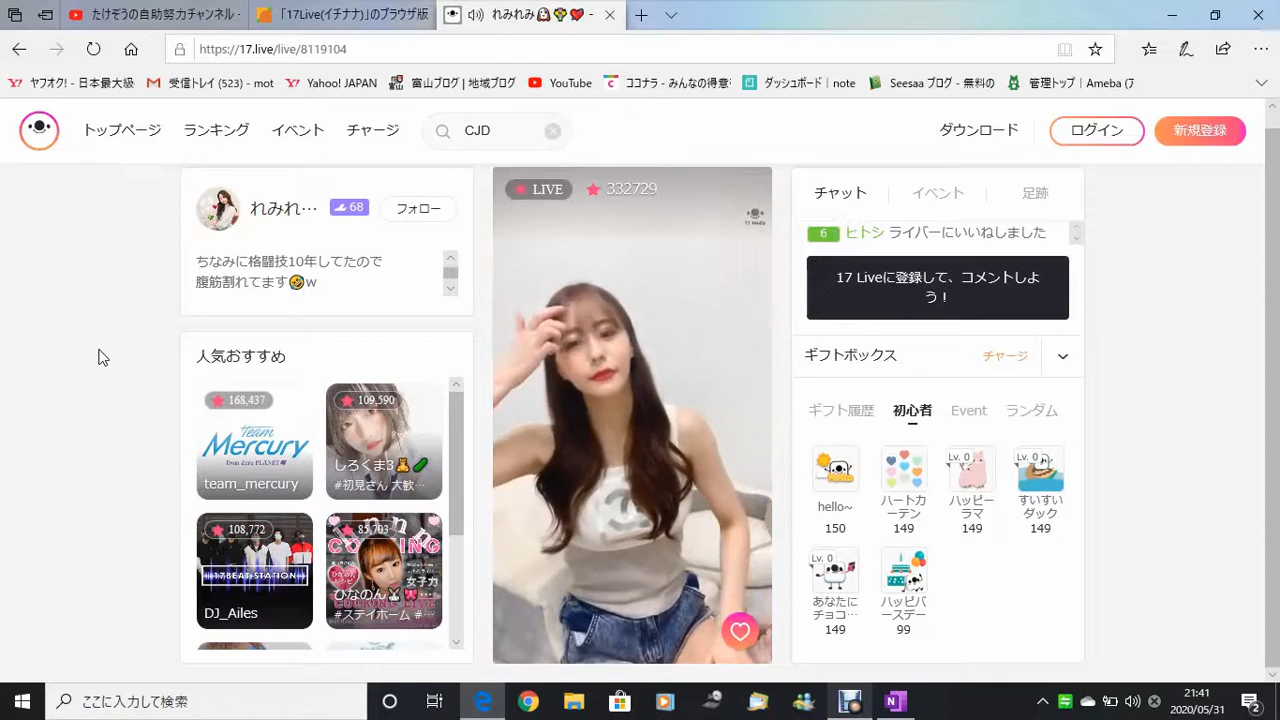 たけぞうの自助努力チャンネル -
「17Live(イチナナ)」のブラウザ版
れみれみ
https://17.live/live/8119104
ヤフオク! - 日本最大級
受信トレイ (523) - mot
Yahoo! JAPAN
富山ブログ | 地域ブログ
YouTube
ココナラ - みんなの得意
ダッシュボード | note
Seesaa ブログ - 無料の
管理トップ | Ameba (ア
トップページ
ランキング
イベント
チャージ
CJD
ダウンロード
ログイン
新規登録
れみれ…
68
フォロー
ちなみに格闘技10年してたので
腹筋割れてます🤣w
人気おすすめ
168,437
Team
Mercury
from Zero PLANET
team_mercury
109,590
しろくま3🧸🥒
#初見さん 大歓…
108,772
17BEATSTATION
DJ_Ailes
85,703
COOKING
女子力
ひなのん🐰🎀…
#ステイホーム #…
LIVE
332729
17 Media
チャット
イベント
足跡
6 ヒトシ ライバーにいいねしました
17 Liveに登録して、コメントしよ
う！
ギフトボックス
チャージ
ギフト履歴
初心者
Event
ランダム
HELLO
hello~
150
ハートカ
ーテン
149
Lv. 0
ハッピー
ラマ
149
Lv. 0
すいすい
ダック
149
Lv. 0
あなたに
チョコ…
149
ハッピバ
ースデー
99
ここに入力して検索
21:41
2020/05/31
2